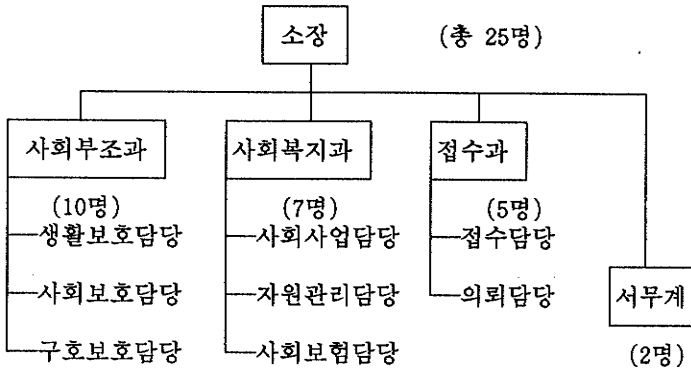 소장 (총 25명)
사회부조과 사회복지과 접수과
(10명) (7명) (5명)
생활보호담당 사회사업담당 접수담당
사회보호담당 자원관리담당 의뢰담당 서무계
구호보호담당 사회보험담당 (2명)